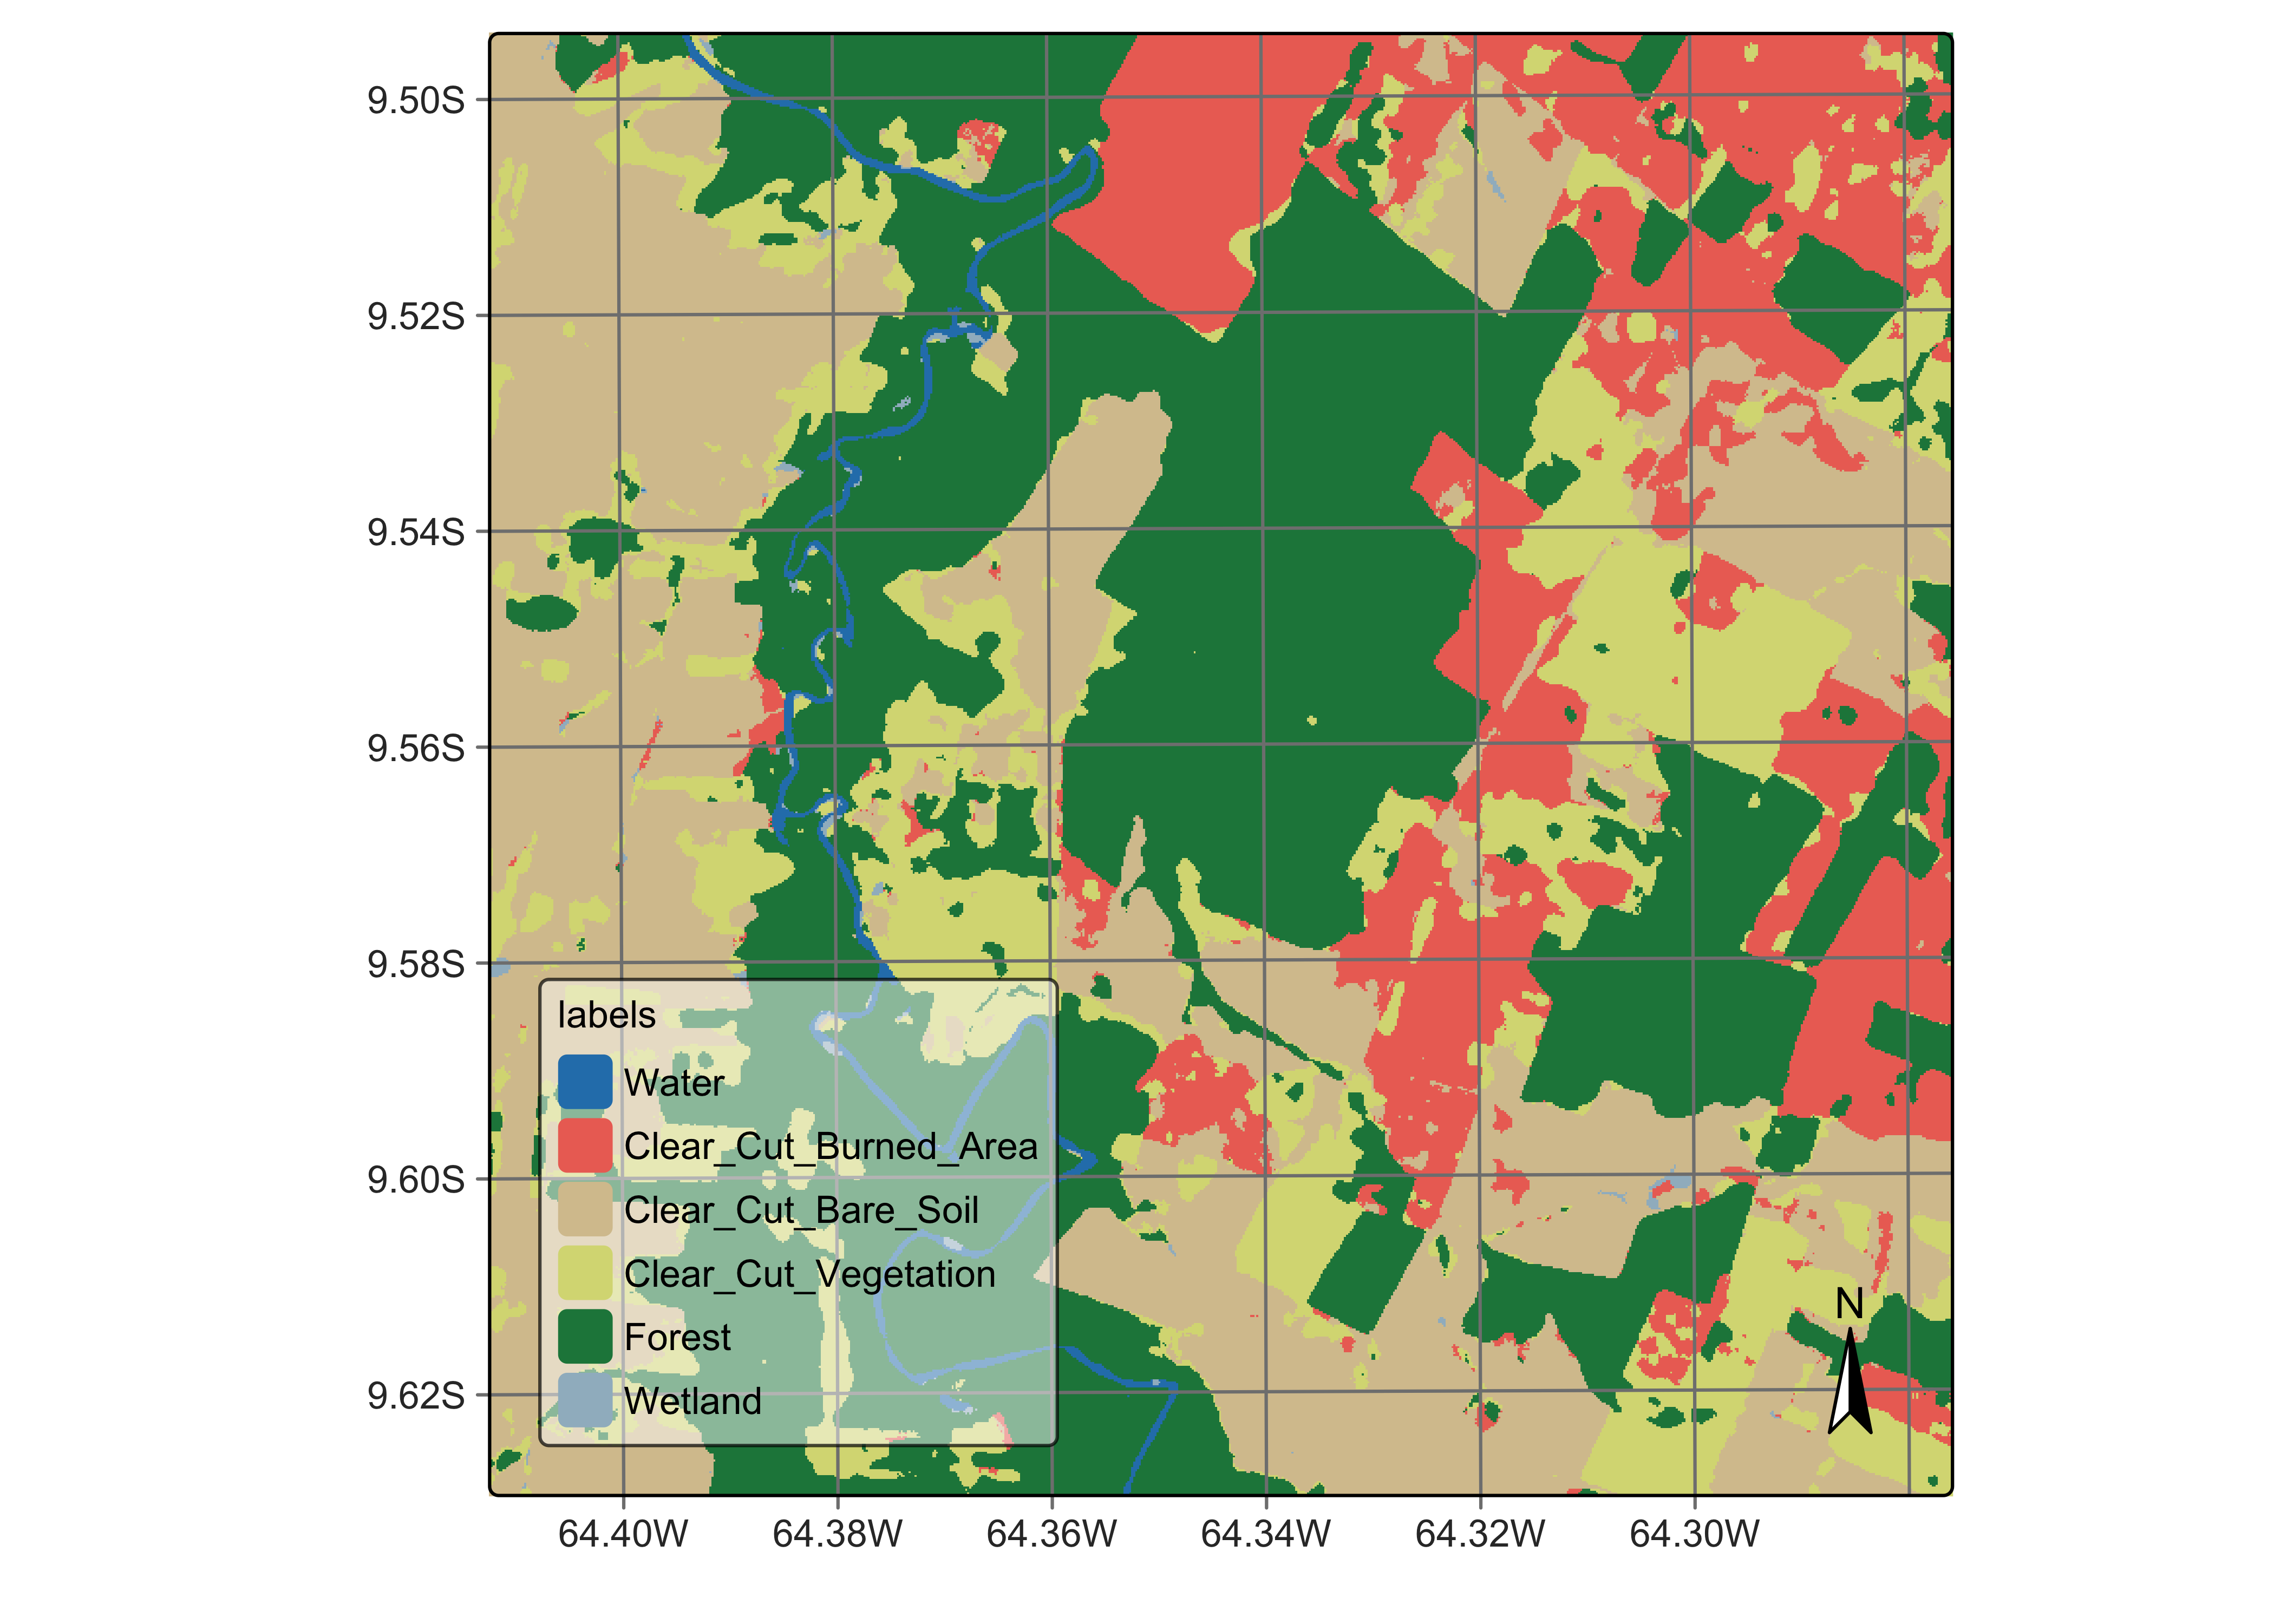 9.50S
9.52S
9.54S
9.56S
9.58S
9.60S
9.62S
labels
Water
Clear_Cut_Burned_Area
Clear_Cut_Bare_Soil
Clear_Cut_Vegetation
Forest
Wetland
N
64.40W 64.38W 64.36W 64.34W 64.32W 64.30W